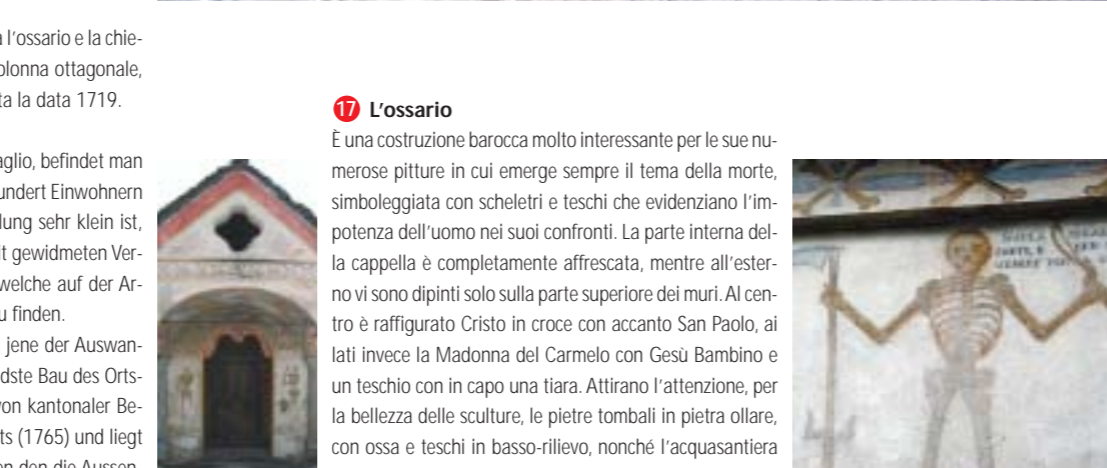 l'ossario e la chie-
olonna ottagonale,
ta la data 1719.
aglio, befindet man
undert Einwohnern
lung sehr klein ist,
it gewidmeten Ver-
welche auf der Ar-
u finden.
jene der Auswan-
dste Bau des Orts-
von kantonaler Be-
ts (1765) und liegt
en den die Aussen-
17 L'ossario
È una costruzione barocca molto interessante per le sue nu-
merose pitture in cui emerge sempre il tema della morte,
simboleggiata con scheletri e teschi che evidenziano l'im-
potenza dell'uomo nei suoi confronti. La parte interna del-
la cappella è completamente affrescata, mentre all'ester-
no vi sono dipinti solo sulla parte superiore dei muri. Al cen-
tro è raffigurato Cristo in croce con accanto San Paolo, ai
lati invece la Madonna del Carmelo con Gesù Bambino e
un teschio con in capo una tiara. Attirano l'attenzione, per
la bellezza delle sculture, le pietre tombali in pietra ollare,
con ossa e teschi in basso-rilievo, nonché l'acquasantiera